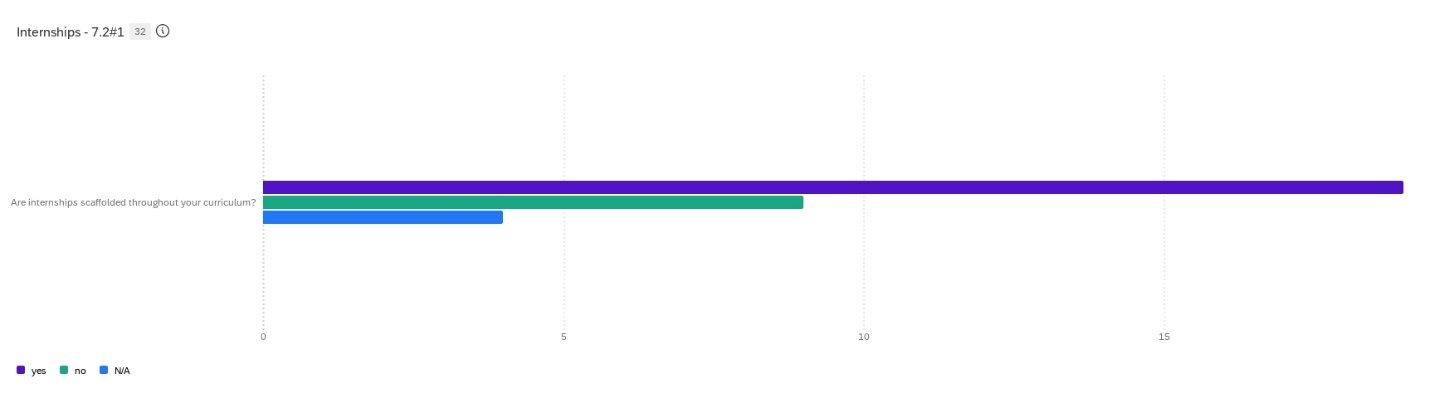 Internships - 7.2#1 32
Are internships scaffolded throughout your curriculum?
0 5 10 15
yes no N/A